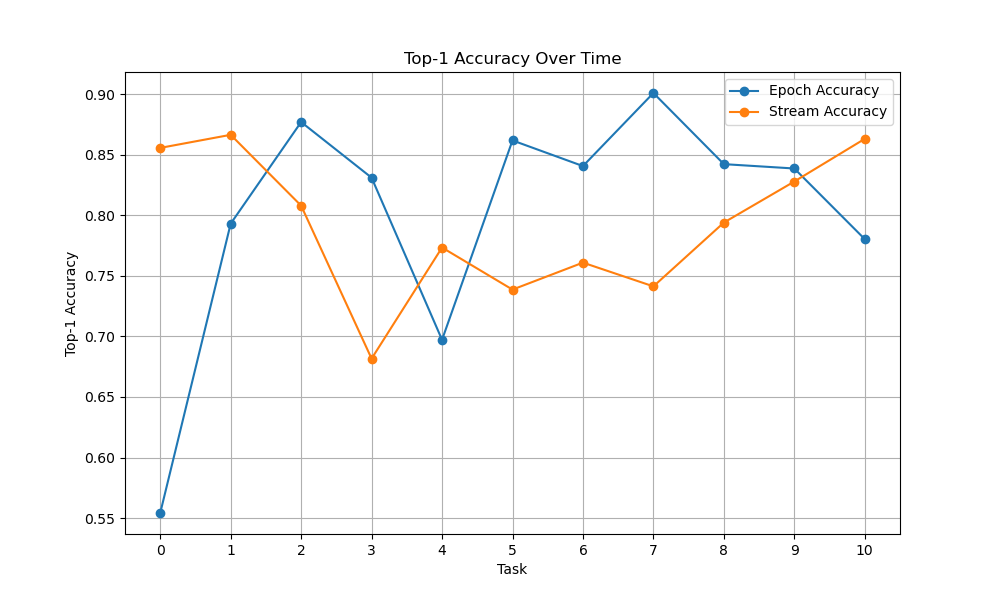 Top-1 Accuracy Over Time
Epoch Accuracy
Stream Accuracy
Top-1 Accuracy
0.90
0.85
0.80
0.75
0.70
0.65
0.60
0.55
0 1 2 3 4 5 6 7 8 9 10
Task